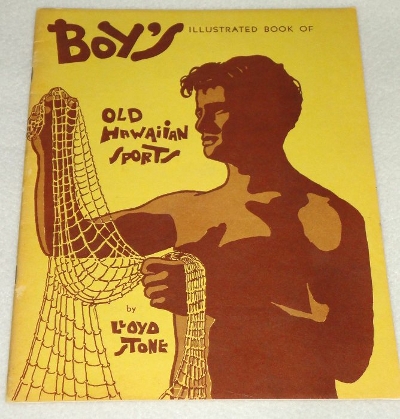 BOY'S ILLUSTRATED BOOK OF
OLD
HAWAIIAN
SPORTS
by
LLOYD
STONE